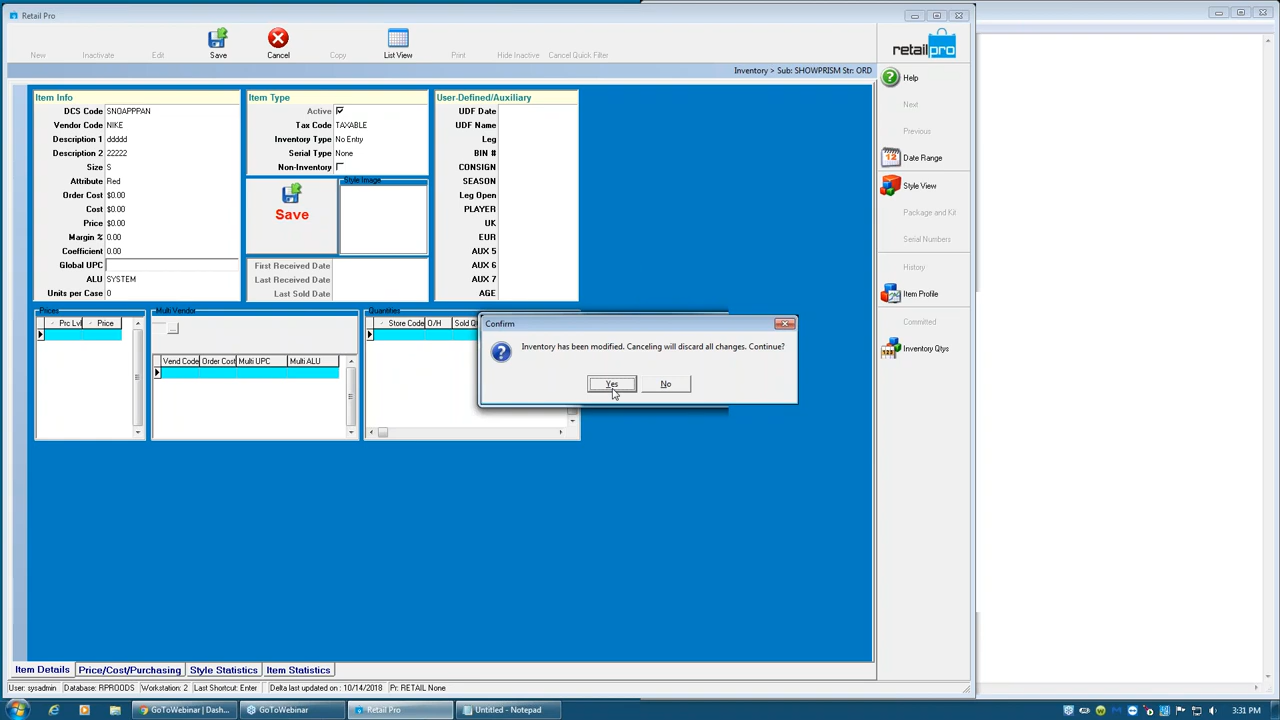 Retail Pro
New
Inactivate
Edit
Save
Cancel
Copy
List View
Print
Hide Inactive
Cancel Quick Filter
retailpro
Inventory > Sub: SHOWPRISM Str: ORD
Item Info
DCS Code SNOAPPPAN
Vendor Code NIKE
Description 1 ddddd
Description 2 22222
Size S
Attribute Red
Order Cost $0.00
Cost $0.00
Price $0.00
Margin % 0.00
Coefficient 0.00
Global UPC
ALU SYSTEM
Units per Case 0
Item Type
Active
Tax Code TAXABLE
Inventory Type No Entry
Serial Type None
Non-Inventory
Save
Style Image
First Received Date
Last Received Date
Last Sold Date
User-Defined/Auxiliary
UDF Date
UDF Name
Leg
BIN #
CONSIGN
SEASON
Leg Open
PLAYER
UK
EUR
AUX 5
AUX 6
AUX 7
AGE
Help
Next
Previous
12
Date Range
Style View
Package and Kit
Serial Numbers
History
Item Profile
Committed
Inventory Qtys
Prices
Prc Lvl Price
Multi Vendor
...
Vend Code Order Cost Multi UPC Multi ALU
Quantities
Store Code O/H Sold Q
Confirm
Inventory has been modified. Canceling will discard all changes. Continue?
Yes
No
Item Details Price/Cost/Purchasing Style Statistics Item Statistics
User: sysadmin Database: RPROODS Workstation: 2 Last Shortcut: Enter Delta last updated on : 10/14/2018 Pr: RETAIL None
GoToWebinar | Dash...
GoToWebinar
Retail Pro
Untitled - Notepad
3:31 PM